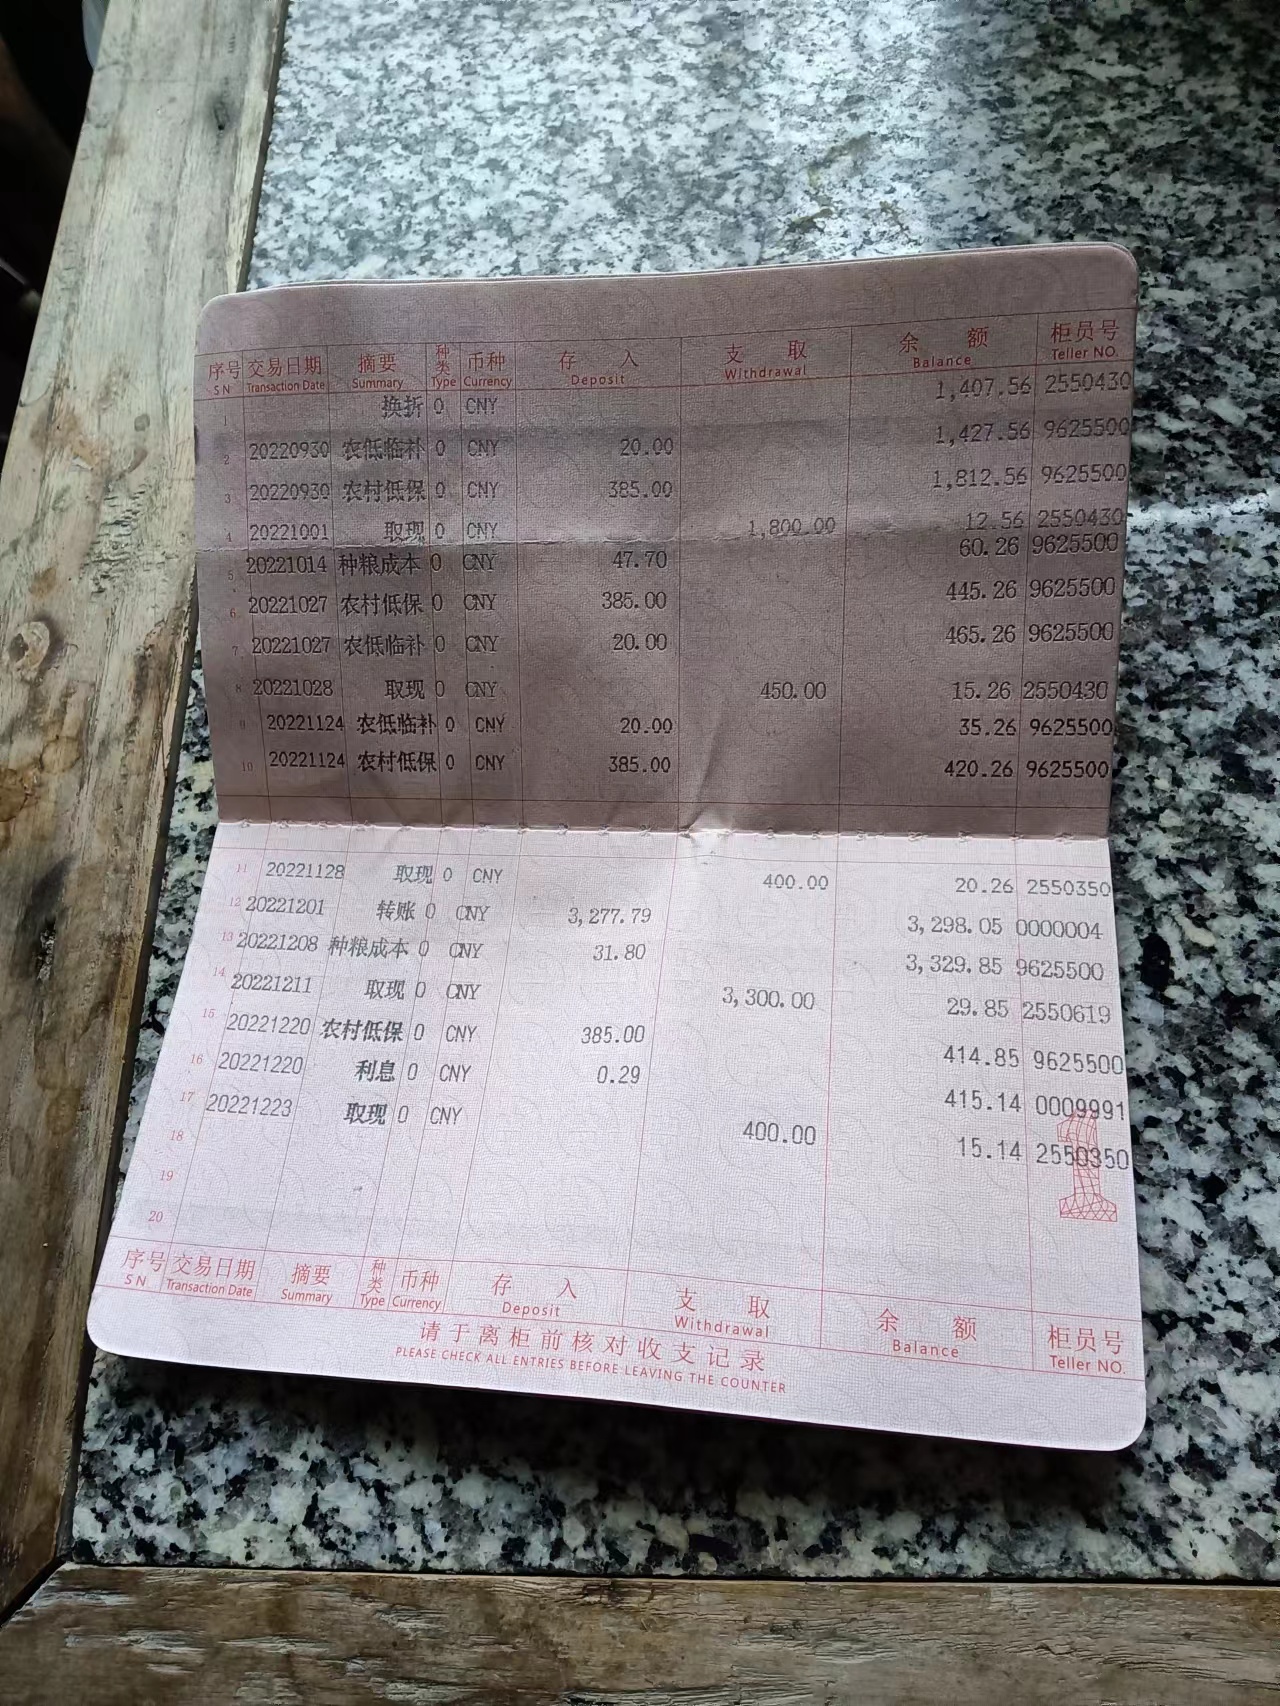 序号 交易日期 摘要 种类 币种 存入 支取 余额 柜员号
SN Transaction Date Summary Type Currency Deposit Withdrawal Balance Teller NO.
1 换折 0 CNY 1,407.56 2550430
2 20220930 农低临补 0 CNY 20.00 1,427.56 9625500
3 20220930 农村低保 0 CNY 385.00 1,812.56 9625500
4 20221001 取现 0 CNY 1,800.00 12.56 2550430
5 20221014 种粮成本 0 CNY 47.70 60.26 9625500
6 20221027 农村低保 0 CNY 385.00 445.26 9625500
7 20221027 农低临补 0 CNY 20.00 465.26 9625500
8 20221028 取现 0 CNY 450.00 15.26 2550430
9 20221124 农低临补 0 CNY 20.00 35.26 9625500
10 20221124 农村低保 0 CNY 385.00 420.26 9625500
11 20221128 取现 0 CNY 400.00 20.26 2550350
12 20221201 转账 0 CNY 3,277.79 3,298.05 0000004
13 20221208 种粮成本 0 CNY 31.80 3,329.85 9625500
14 20221211 取现 0 CNY 3,300.00 29.85 2550619
15 20221220 农村低保 0 CNY 385.00 414.85 9625500
16 20221220 利息 0 CNY 0.29 415.14 0009991
17 20221223 取现 0 CNY 400.00 15.14 2550350
18
19
20
1
序号 交易日期 摘要 种类 币种 存入 支取 余额 柜员号
SN Transaction Date Summary Type Currency Deposit Withdrawal Balance Teller NO.
请于离柜前核对收支记录
PLEASE CHECK ALL ENTRIES BEFORE LEAVING THE COUNTER